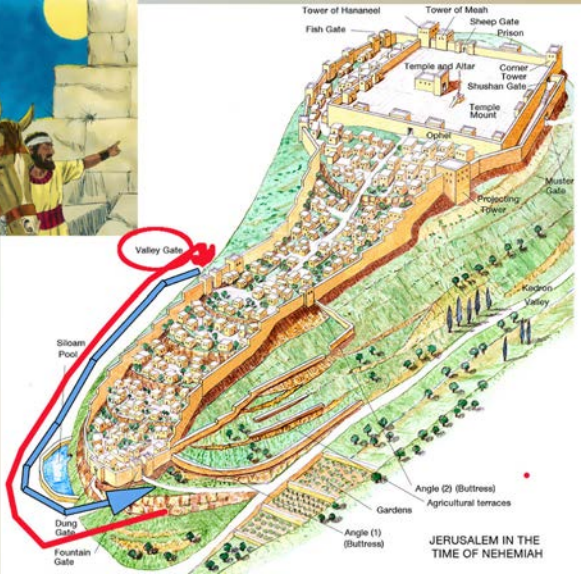 Tower of Hananeel
Tower of Meah
Sheep Gate
Fish Gate
Prison
Temple and Altar
Corner
Tower
Shushan Gate
Temple
Mount
Ophel
Muster
Gate
Projecting
Tower
Valley Gate
Kedron
Valley
Siloam
Pool
Angle (2) (Buttress)
Agricultural terraces
Gardens
Dung
Gate
Angle (1)
(Buttress)
Fountain
Gate
JERUSALEM IN THE
TIME OF NEHEMIAH